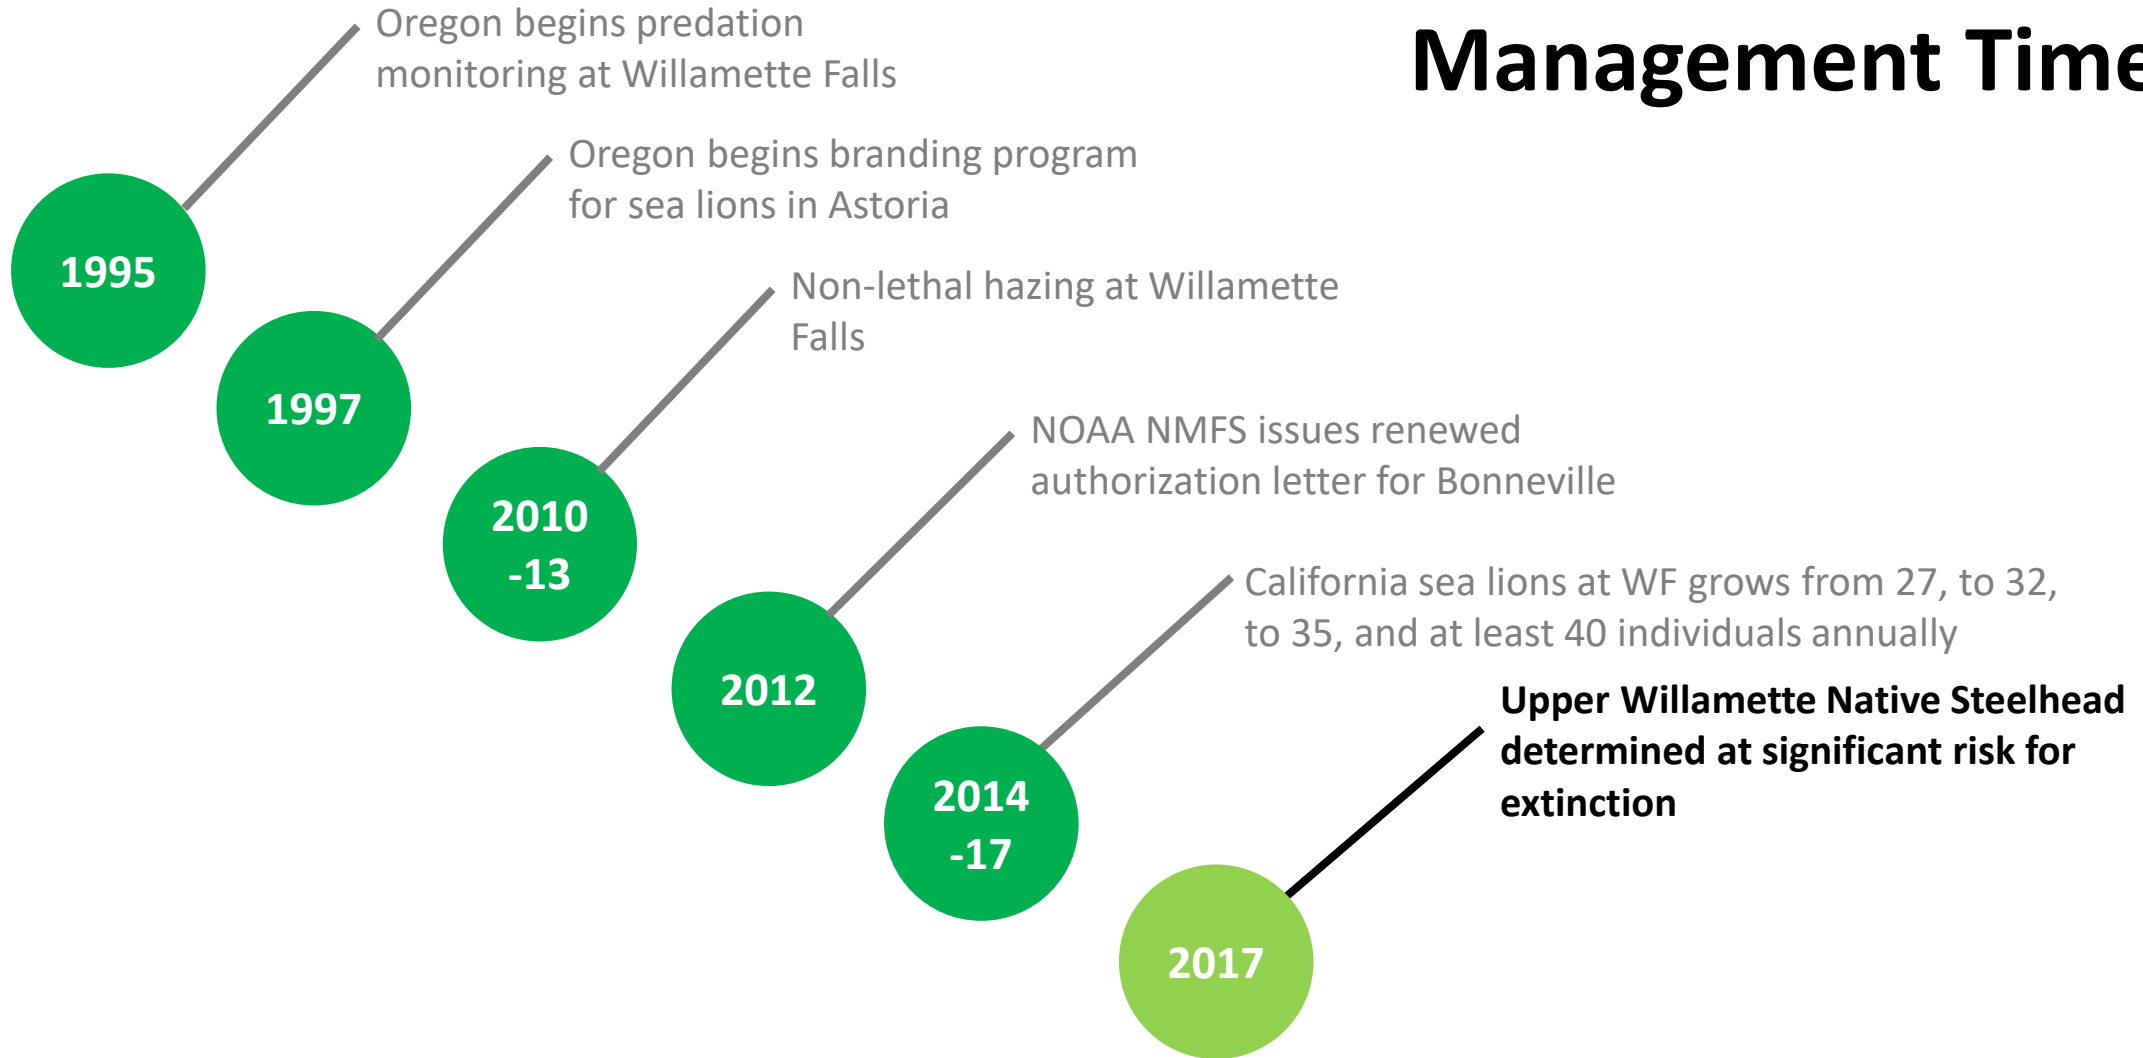 Management Time
Oregon begins predation
monitoring at Willamette Falls
Oregon begins branding program
for sea lions in Astoria
1995
Non-lethal hazing at Willamette
Falls
1997
NOAA NMFS issues renewed
authorization letter for Bonneville
2010
-13
California sea lions at WF grows from 27, to 32,
to 35, and at least 40 individuals annually
2012
Upper Willamette Native Steelhead
determined at significant risk for
extinction
2014
-17
2017